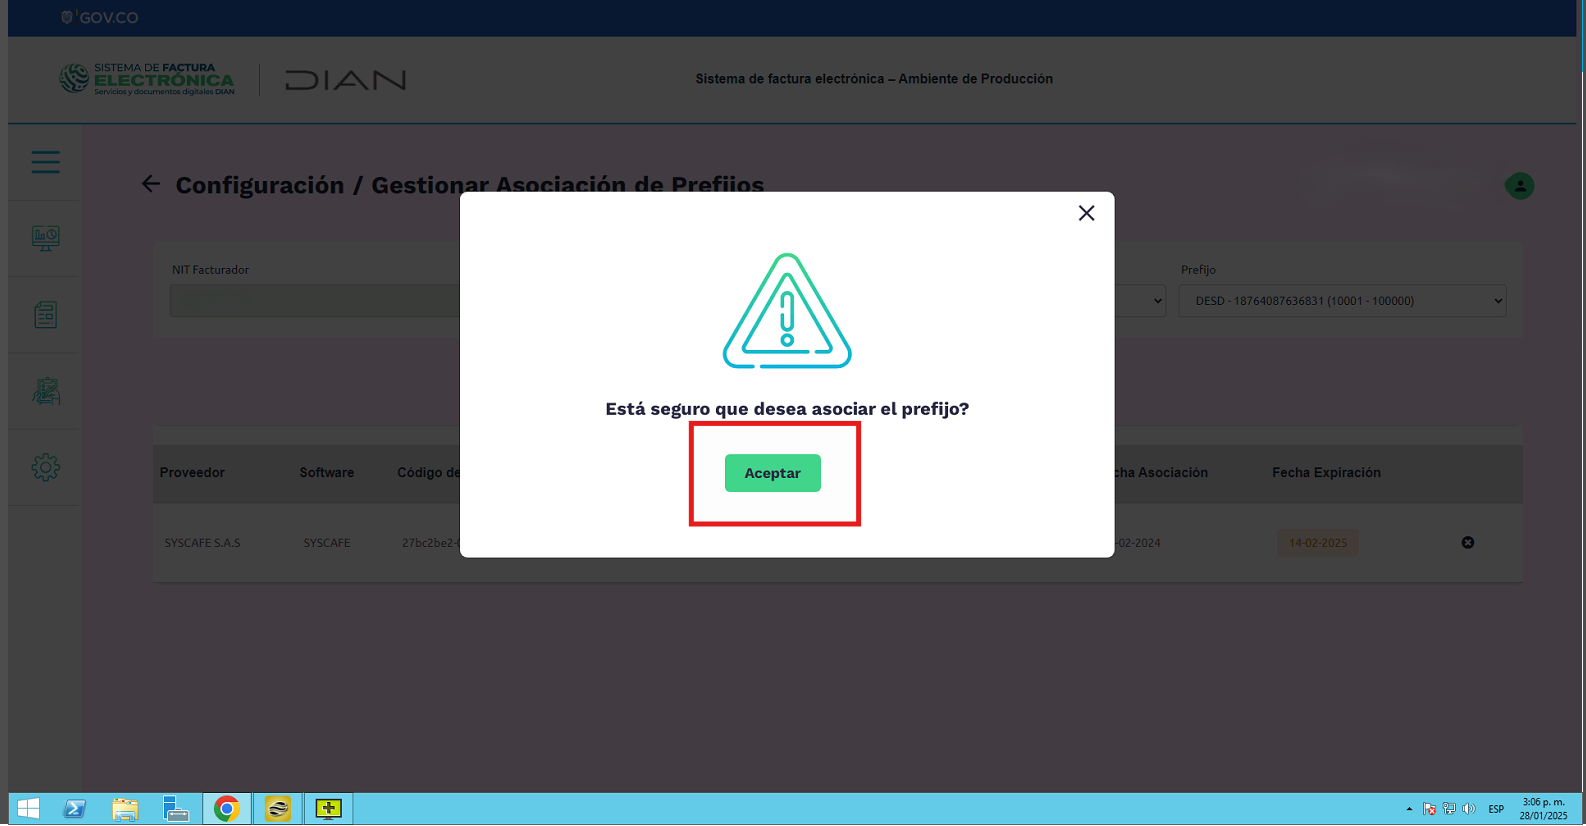 GOV.CO
SISTEMA DE FACTURA
ELECTRÓNICA
Servicios y documentos digitales DIAN
DIAN
Sistema de factura electrónica – Ambiente de Producción
Configuración / Gestionar Asociación de Prefijos
NIT Facturador
Prefijo
DESD - 18764087636831 (10001 - 100000)
Está seguro que desea asociar el prefijo?
Aceptar
Proveedor
Software
Código de
cha Asociación
Fecha Expiración
SYSCAFE S.A.S
SYSCAFE
27bc2be2-
-02-2024
14-02-2025
ESP
3:06 p. m.
28/01/2025